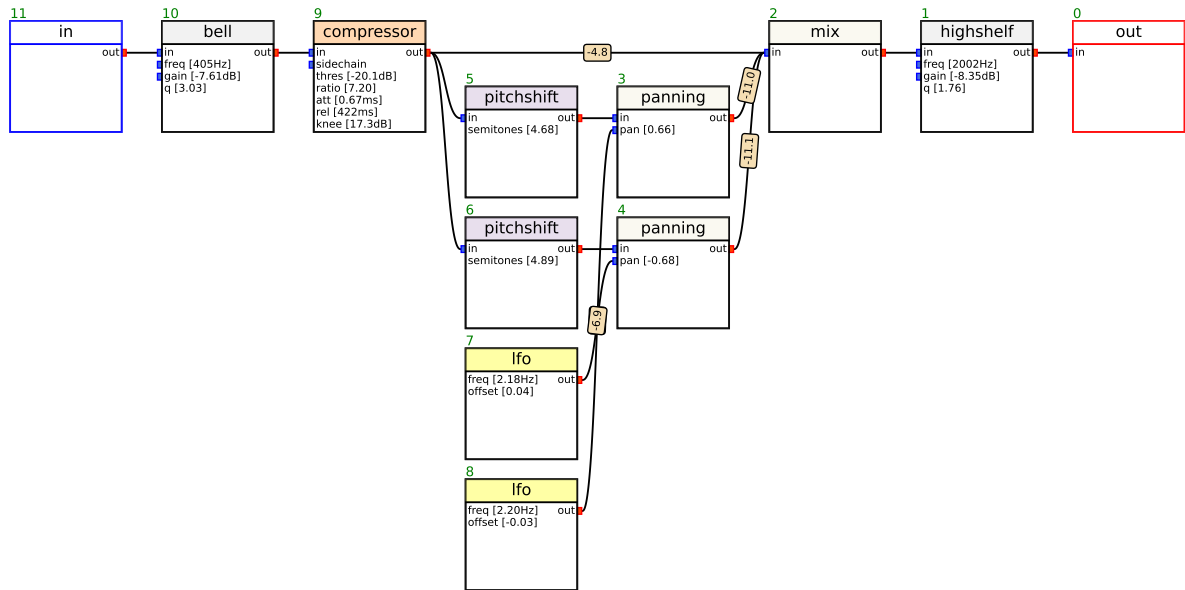 11
in
out
10
bell
in out
freq [405Hz]
gain [-7.61dB]
q [3.03]
9
compressor
in out
sidechain
thres [-20.1dB]
ratio [7.20]
att [0.67ms]
rel [422ms]
knee [17.3dB]
-4.8
2
mix
in out
1
highshelf
in out
freq [2002Hz]
gain [-8.35dB]
q [1.76]
0
out
in
5
pitchshift
in out
semitones [4.68]
3
panning
in out
pan [0.66]
-11.0
-11.1
6
pitchshift
in out
semitones [4.89]
4
panning
in out
pan [-0.68]
-6.9
7
lfo
freq [2.18Hz] out
offset [0.04]
8
lfo
freq [2.20Hz] out
offset [-0.03]